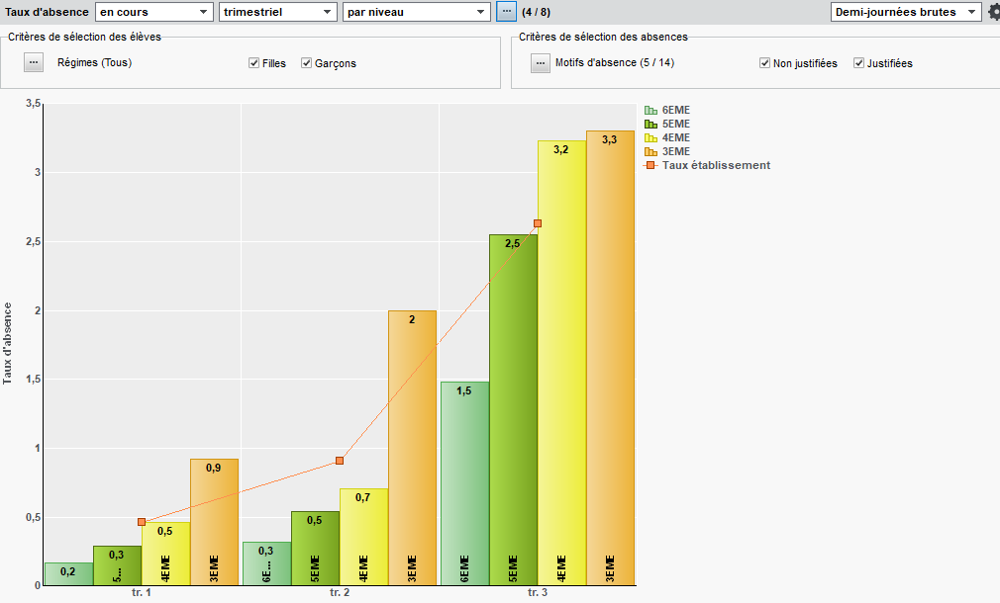 Taux d'absence en cours trimestriel par niveau ... (4 / 8) Demi-journées brutes
Critères de sélection des élèves
Critères de sélection des absences
... Régimes (Tous) Filles Garçons
... Motifs d'absence (5 / 14) Non justifiées Justifiées
3,5
3
2,5
2
1,5
1
0,5
0
Taux d'absence
0,2
0,3
0,5
0,9
5...
4EME
3EME
0,3
0,5
0,7
2
6E...
5EME
4EME
3EME
1,5
2,5
3,2
3,3
6EME
5EME
4EME
3EME
tr. 1
tr. 2
tr. 3
6EME
5EME
4EME
3EME
Taux établissement